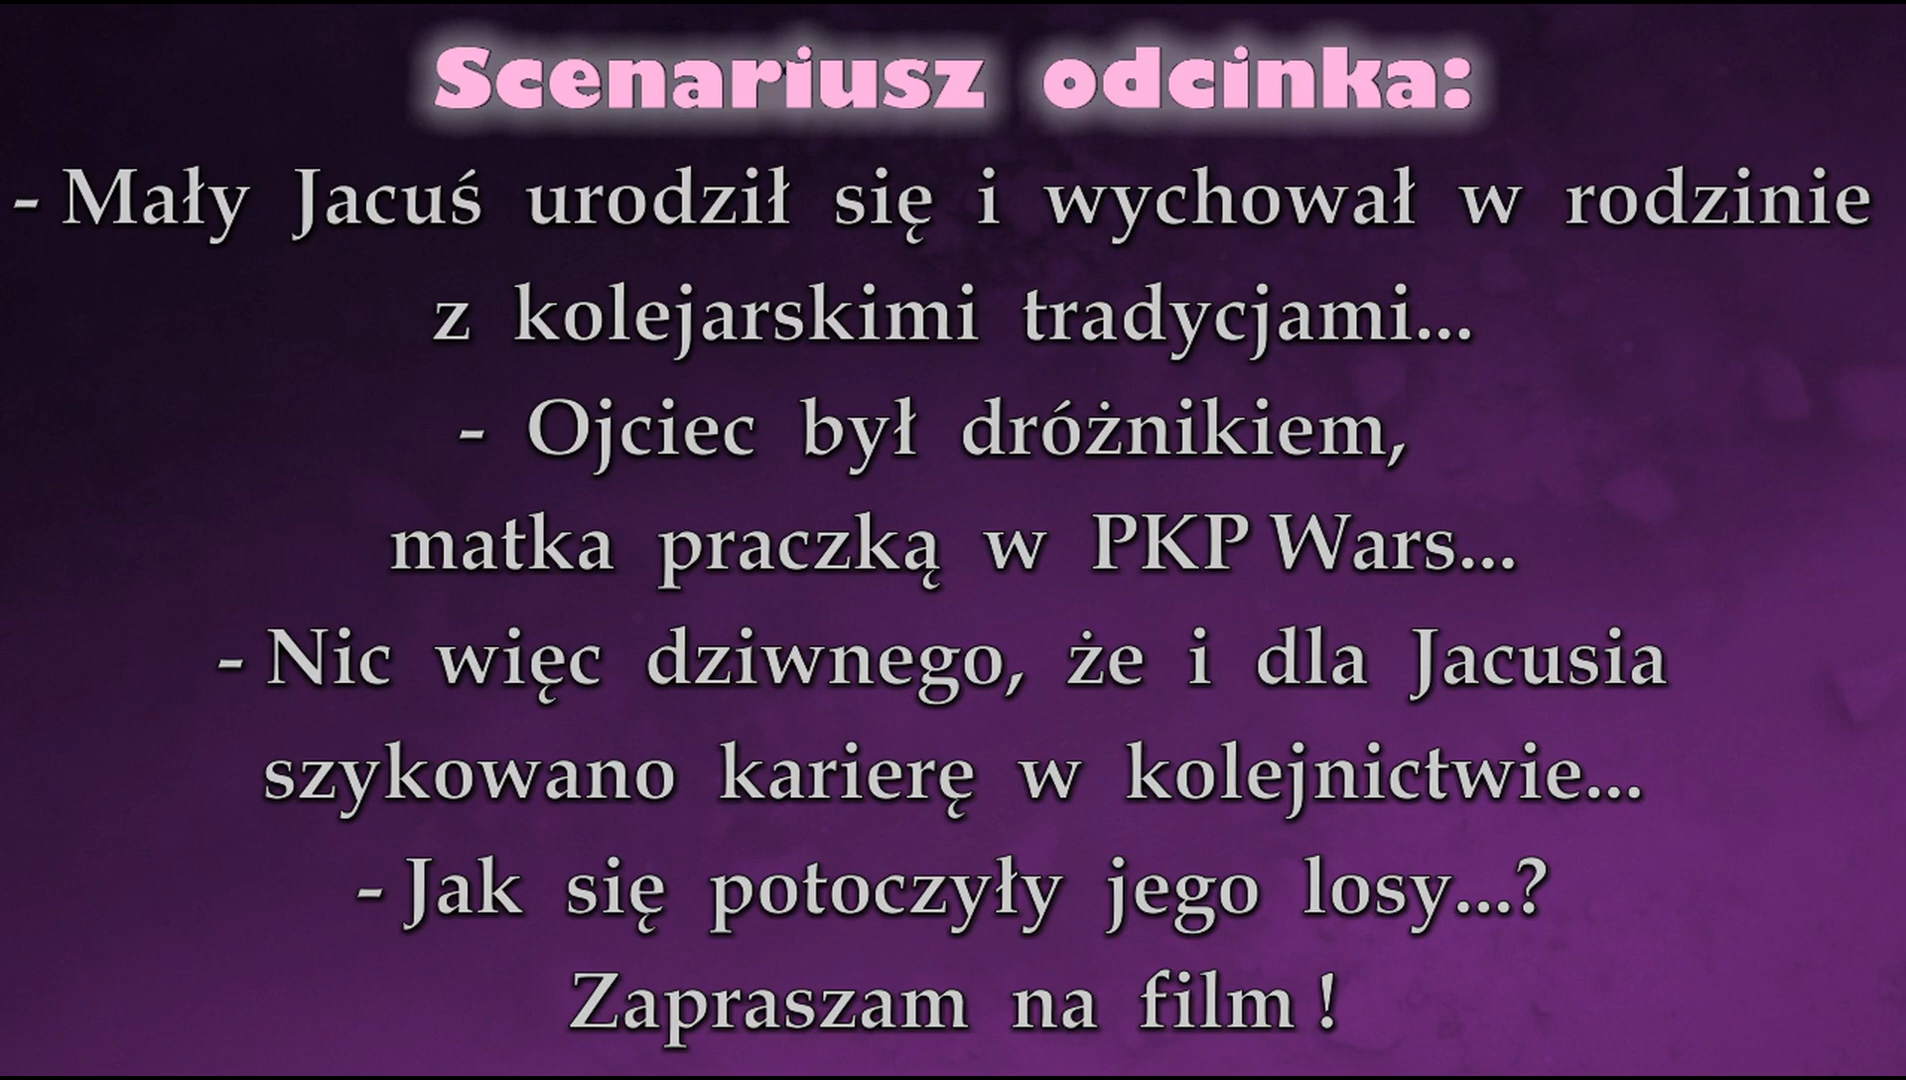 Scenariusz odcinka:
- Mały Jacuś urodził się i wychował w rodzinie
z kolejarskimi tradycjami...
- Ojciec był dróżnikiem,
matka praczką w PKP Wars...
- Nic więc dziwnego, że i dla Jacusia
szykowano karierę w kolejnictwie...
- Jak się potoczyły jego losy...?
Zapraszam na film !